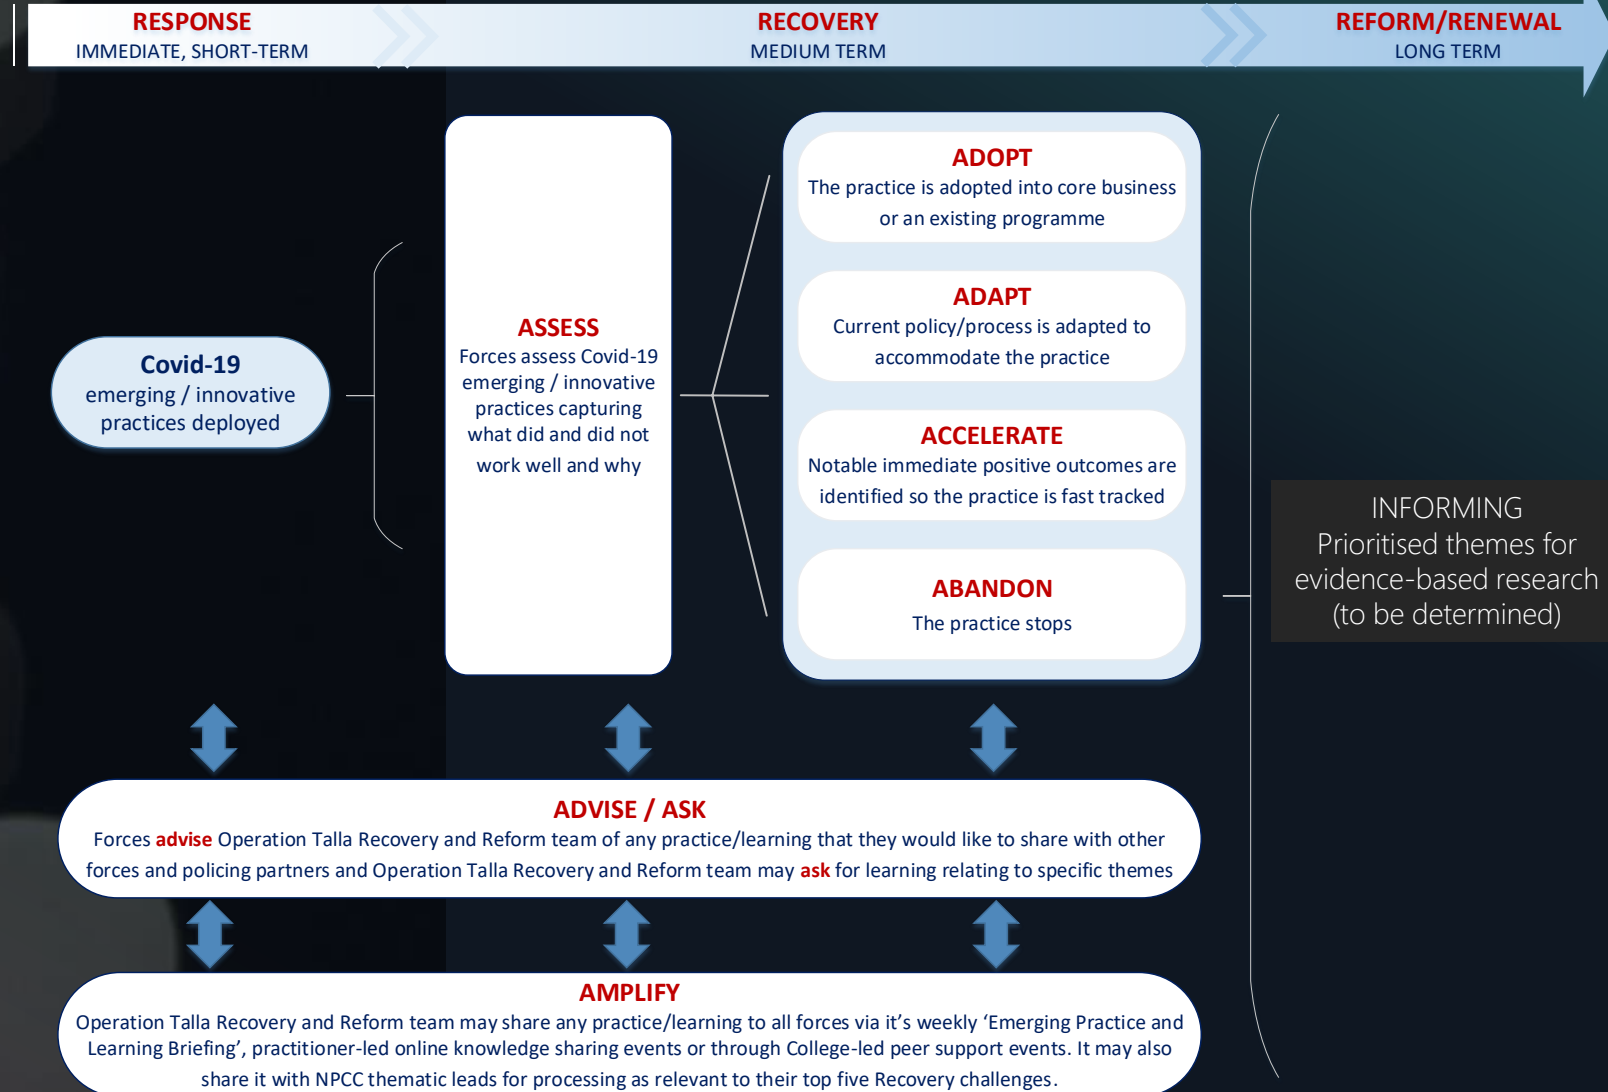 RESPONSE
IMMEDIATE, SHORT-TERM
RECOVERY
MEDIUM TERM
REFORM/RENEWAL
LONG TERM
Covid-19
emerging / innovative
practices deployed
ASSESS
Forces assess Covid-19
emerging / innovative
practices capturing
what did and did not
work well and why
ADOPT
The practice is adopted into core business
or an existing programme
ADAPT
Current policy/process is adapted to
accommodate the practice
ACCELERATE
Notable immediate positive outcomes are
identified so the practice is fast tracked
ABANDON
The practice stops
INFORMING
Prioritised themes for
evidence-based research
(to be determined)
ADVISE / ASK
Forces advise Operation Talla Recovery and Reform team of any practice/learning that they would like to share with other
forces and policing partners and Operation Talla Recovery and Reform team may ask for learning relating to specific themes
AMPLIFY
Operation Talla Recovery and Reform team may share any practice/learning to all forces via it’s weekly ‘Emerging Practice and
Learning Briefing’, practitioner-led online knowledge sharing events or through College-led peer support events. It may also
share it with NPCC thematic leads for processing as relevant to their top five Recovery challenges.